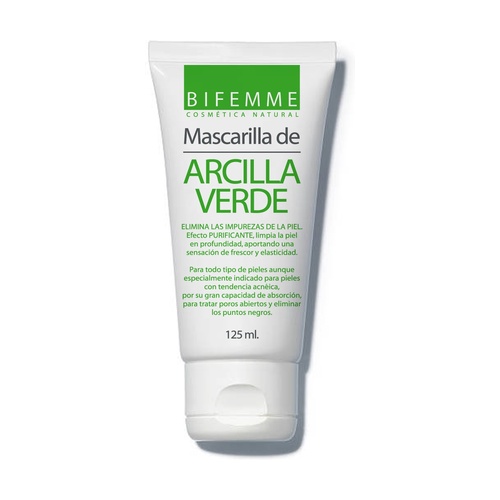 BIFEMME
COSMÉTICA NATURAL
Mascarilla de
ARCILLA
VERDE
ELIMINA LAS IMPUREZAS DE LA PIEL.
Efecto PURIFICANTE, limpia la piel
en profundidad, aportando una
sensación de frescor y elasticidad.
Para todo tipo de pieles aunque
especialmente indicado para pieles
con tendencia acnéica,
por su gran capacidad de absorción,
para tratar poros abiertos y eliminar
los puntos negros.
125 ml.